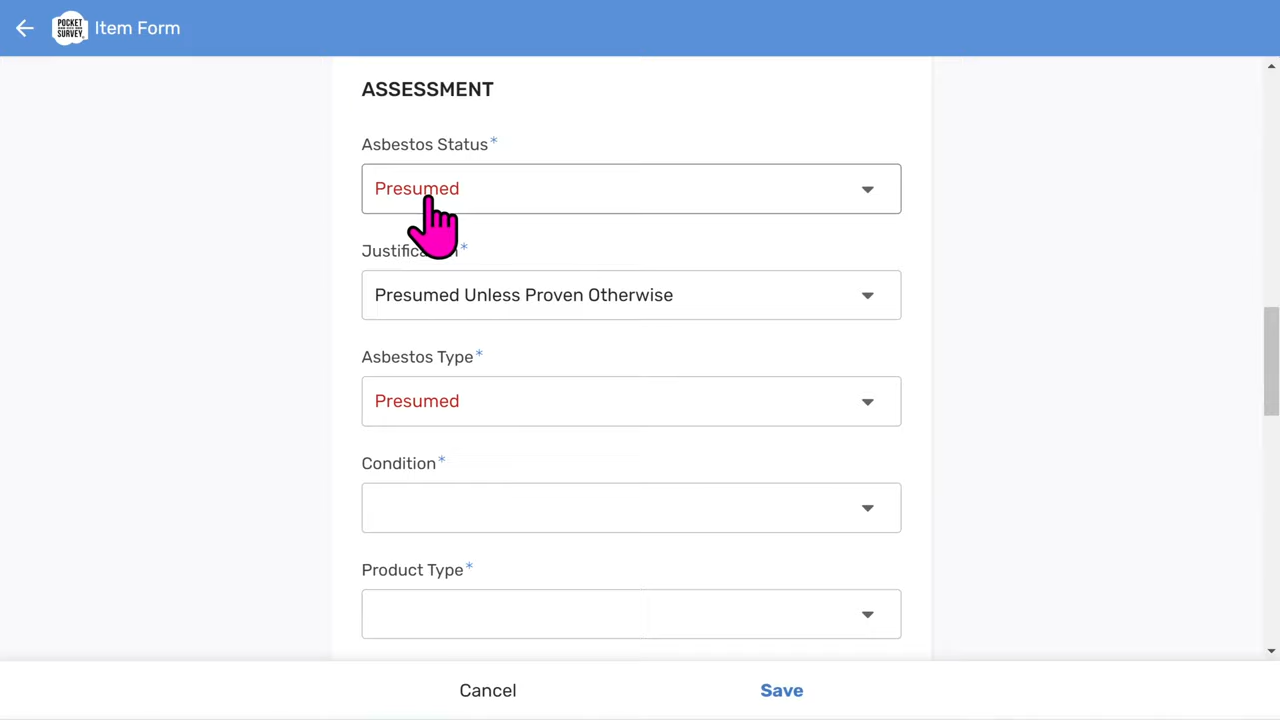 POCKET
SURVEY
Item Form
ASSESSMENT
Asbestos Status*
Presumed
*
Presumed Unless Proven Otherwise
Asbestos Type*
Presumed
Condition*
Product Type*
Cancel
Save